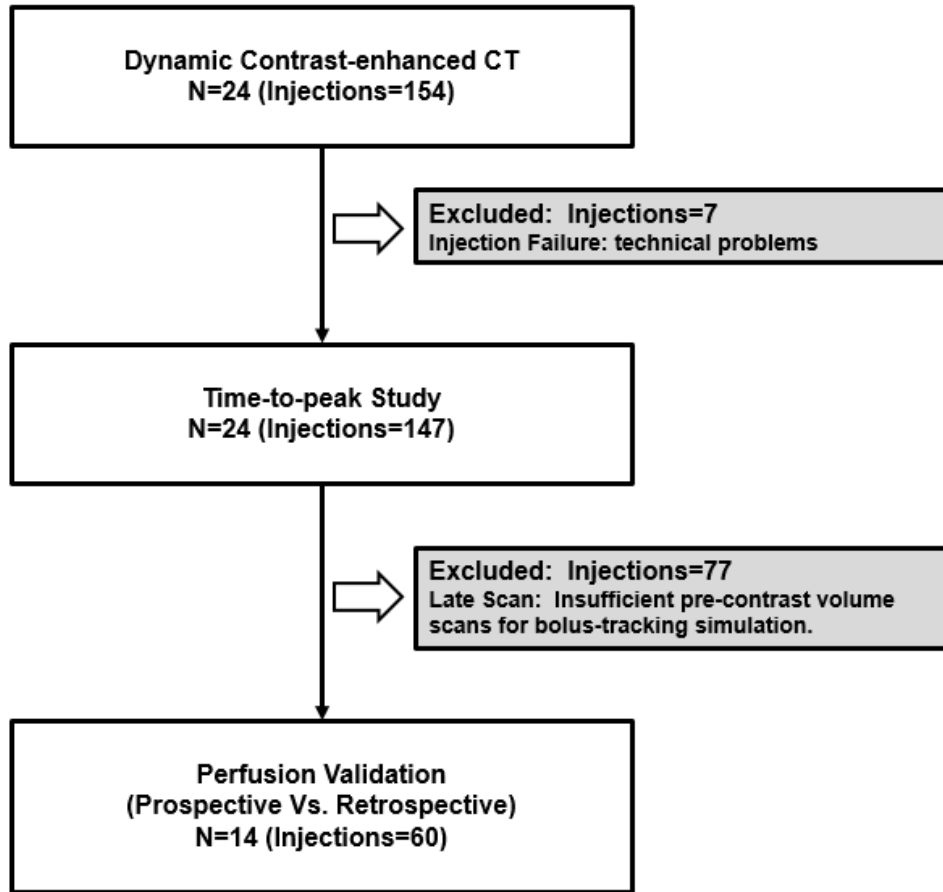 Dynamic Contrast-enhanced CT
N=24 (Injections=154)
Excluded:  Injections=7
Injection Failure: technical problems
Time-to-peak Study
N=24 (Injections=147)
Excluded:  Injections=77
Late Scan:  Insufficient pre-contrast volume
scans for bolus-tracking simulation.
Perfusion Validation
(Prospective Vs. Retrospective)
N=14 (Injections=60)